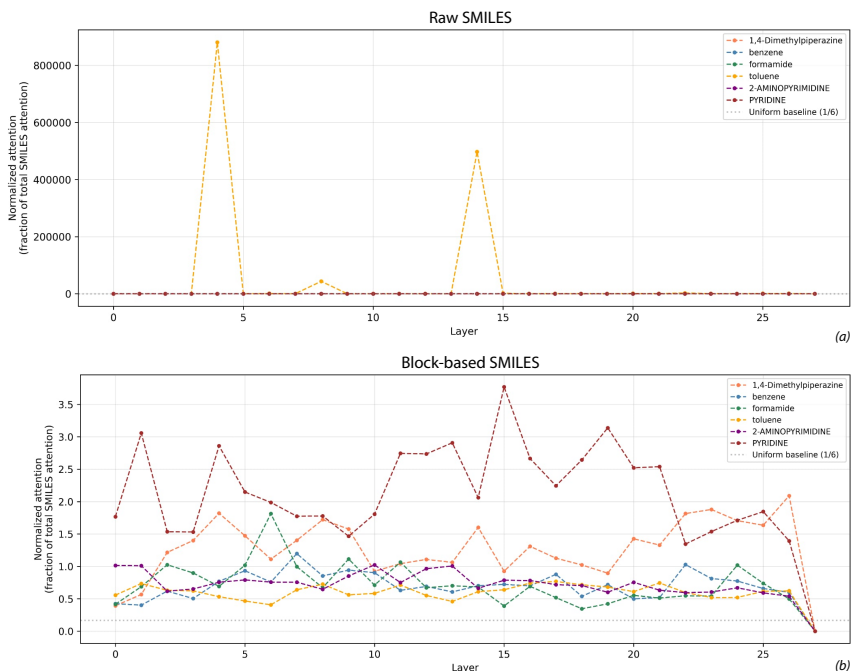 Raw SMILES
Normalized attention
(fraction of total SMILES attention)
800000
600000
400000
200000
0
0 5 10 15 20 25
Layer
1,4-Dimethylpiperazine
benzene
formamide
toluene
2-AMINOPYRIMIDINE
PYRIDINE
Uniform baseline (1/6)
(a)
Block-based SMILES
Normalized attention
(fraction of total SMILES attention)
3.5
3.0
2.5
2.0
1.5
1.0
0.5
0.0
0 5 10 15 20 25
Layer
1,4-Dimethylpiperazine
benzene
formamide
toluene
2-AMINOPYRIMIDINE
PYRIDINE
Uniform baseline (1/6)
(b)